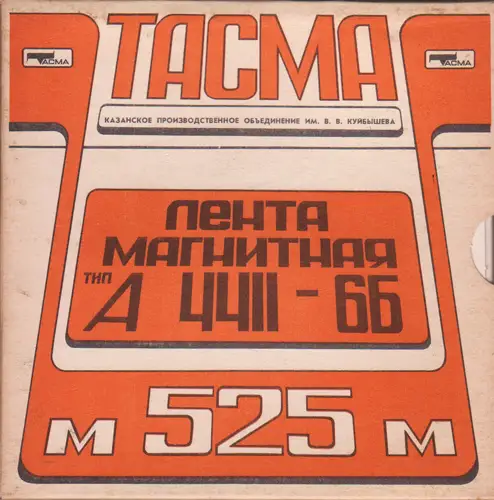 ТАСМА
ТАСМА ТАСМА
КАЗАНСКОЕ ПРОИЗВОДСТВЕННОЕ ОБЪЕДИНЕНИЕ ИМ. В. В. КУЙБЫШЕВА
ЛЕНТА
МАГНИТНАЯ
ТИП А 4411-6Б
м 525 м